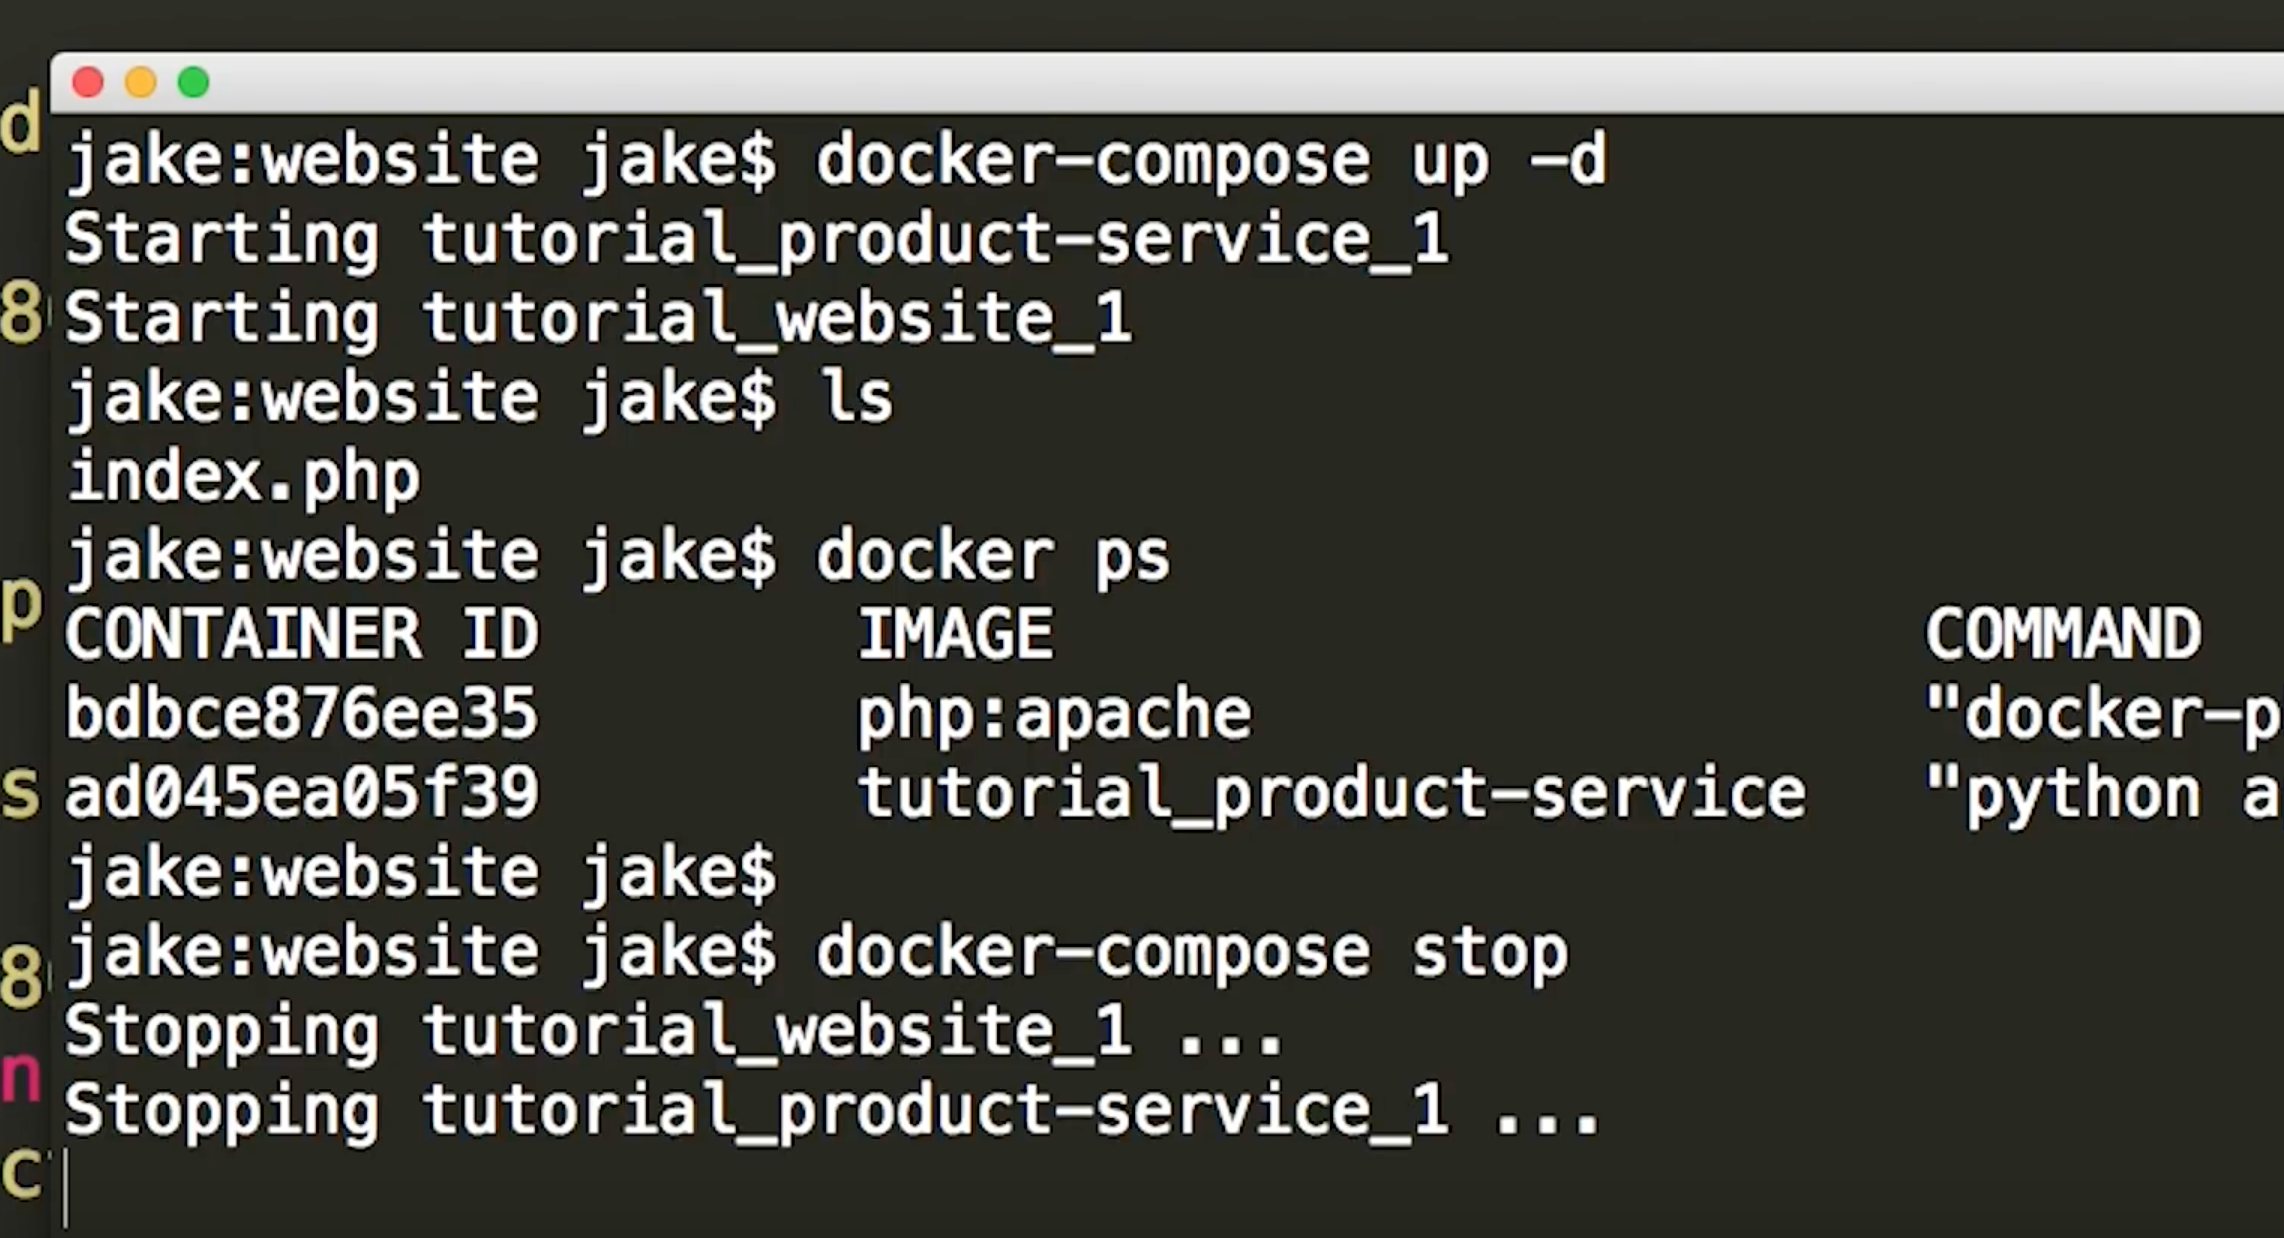 jake:website jake$ docker-compose up -d
Starting tutorial_product-service_1
Starting tutorial_website_1
jake:website jake$ ls
index.php
jake:website jake$ docker ps
CONTAINER ID IMAGE COMMAND
bdbce876ee35 php:apache "docker-p
ad045ea05f39 tutorial_product-service "python a
jake:website jake$
jake:website jake$ docker-compose stop
Stopping tutorial_website_1 ...
Stopping tutorial_product-service_1 ...